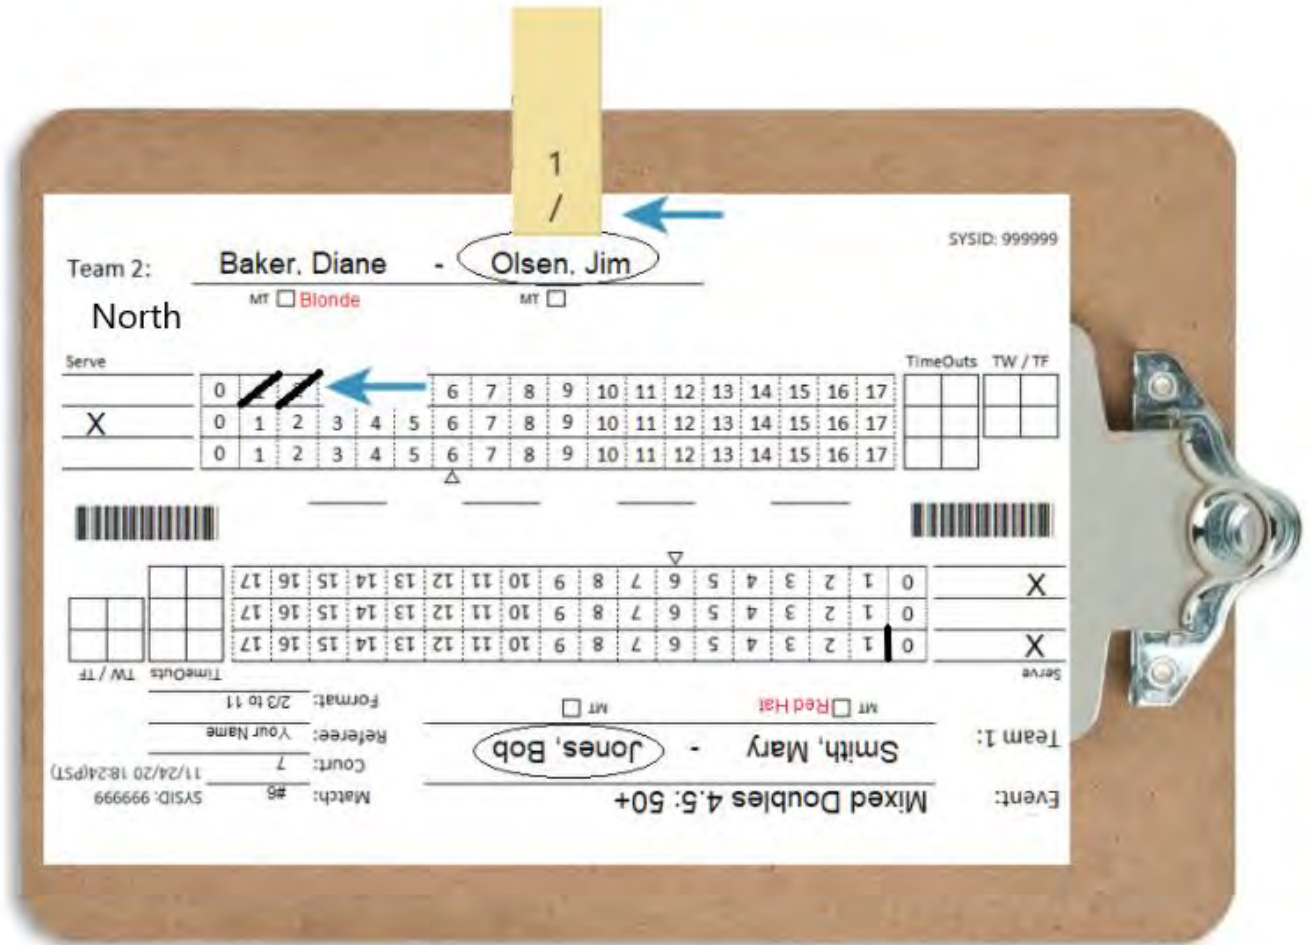 1
/
SYSID: 999999
Team 2: Baker, Diane - Olsen, Jim
MT Blonde MT
North
Serve TimeOuts TW / TF
0 6 7 8 9 10 11 12 13 14 15 16 17
X 0 1 2 3 4 5 6 7 8 9 10 11 12 13 14 15 16 17
0 1 2 3 4 5 6 7 8 9 10 11 12 13 14 15 16 17
Event: Mixed Doubles 4.5: 50+ Match: #6 SYSID: 999999
Court: 7 11/24/20 18:24(PST)
Team 1: Smith, Mary - Jones, Bob Referee: Your Name
MT Red Hat MT Format: 2/3 to 11
Serve TimeOuts TW / TF
X 0 1 2 3 4 5 6 7 8 9 10 11 12 13 14 15 16 17
0 1 2 3 4 5 6 7 8 9 10 11 12 13 14 15 16 17
X 0 1 2 3 4 5 6 7 8 9 10 11 12 13 14 15 16 17